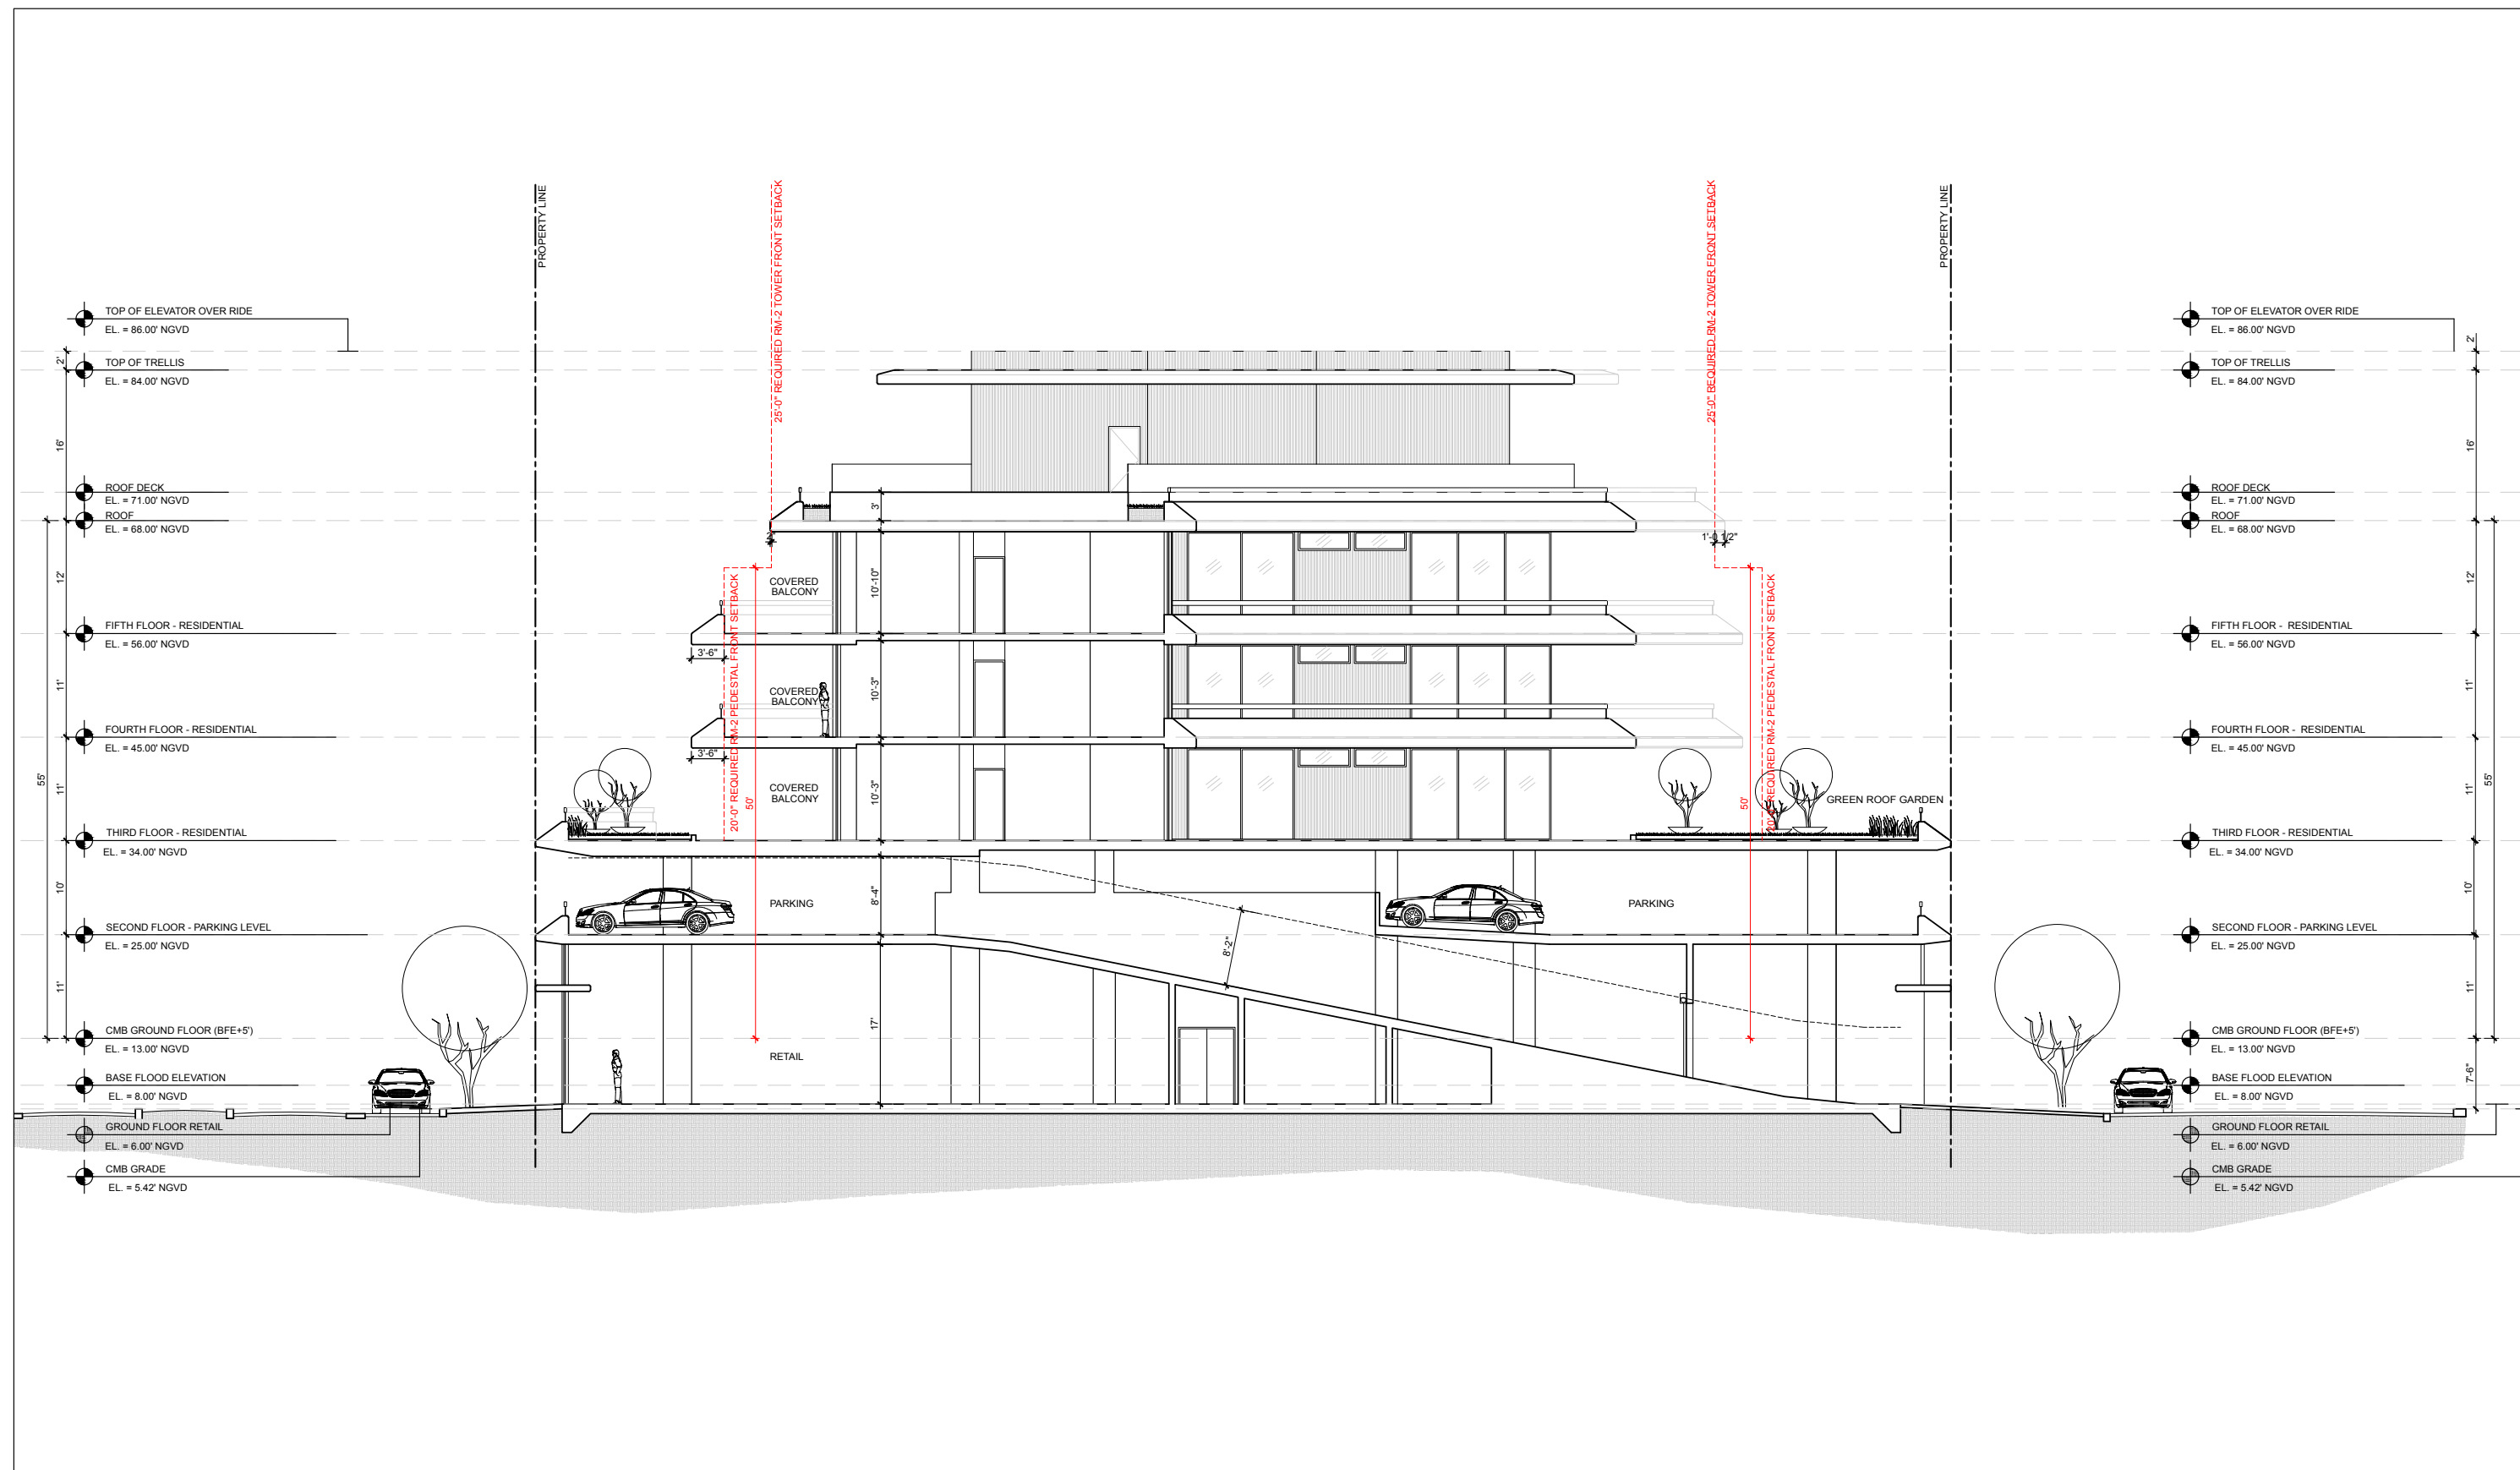 PROPERTY LINE
25'-0" REQUIRED RM-2 TOWER FRONT SETBACK
25'-0" REQUIRED RM-2 TOWER FRONT SETBACK
PROPERTY LINE
TOP OF ELEVATOR OVER RIDE
EL. = 86.00' NGVD
TOP OF TRELLIS
EL. = 84.00' NGVD
ROOF DECK
EL. = 71.00' NGVD
ROOF
EL. = 68.00' NGVD
FIFTH FLOOR - RESIDENTIAL
EL. = 56.00' NGVD
FOURTH FLOOR - RESIDENTIAL
EL. = 45.00' NGVD
THIRD FLOOR - RESIDENTIAL
EL. = 34.00' NGVD
SECOND FLOOR - PARKING LEVEL
EL. = 25.00' NGVD
CMB GROUND FLOOR (BFE+5')
EL. = 13.00' NGVD
BASE FLOOD ELEVATION
EL. = 8.00' NGVD
GROUND FLOOR RETAIL
EL. = 6.00' NGVD
CMB GRADE
EL. = 5.42' NGVD
2'
16'
12'
11'
11'
10'
11'
55'
3'
10'-10"
10'-3"
10'-3"
8'-4"
17'
2"
1'-0 1/2"
COVERED
BALCONY
3'-6"
COVERED
BALCONY
3'-6"
COVERED
BALCONY
20'-0" REQUIRED RM-2 PEDESTAL FRONT SETBACK
50'
50'
20'-0" REQUIRED RM-2 PEDESTAL FRONT SETBACK
GREEN ROOF GARDEN
PARKING
PARKING
8'-2"
RETAIL
TOP OF ELEVATOR OVER RIDE
EL. = 86.00' NGVD
TOP OF TRELLIS
EL. = 84.00' NGVD
ROOF DECK
EL. = 71.00' NGVD
ROOF
EL. = 68.00' NGVD
FIFTH FLOOR - RESIDENTIAL
EL. = 56.00' NGVD
FOURTH FLOOR - RESIDENTIAL
EL. = 45.00' NGVD
THIRD FLOOR - RESIDENTIAL
EL. = 34.00' NGVD
SECOND FLOOR - PARKING LEVEL
EL. = 25.00' NGVD
CMB GROUND FLOOR (BFE+5')
EL. = 13.00' NGVD
BASE FLOOD ELEVATION
EL. = 8.00' NGVD
GROUND FLOOR RETAIL
EL. = 6.00' NGVD
CMB GRADE
EL. = 5.42' NGVD
2'
16'
12'
11'
11'
10'
11'
7'-6"
55'